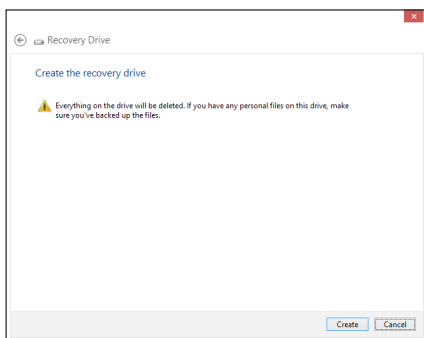 Recovery Drive
Create the recovery drive
Everything on the drive will be deleted. If you have any personal files on this drive, make
sure you've backed up the files.
Create Cancel